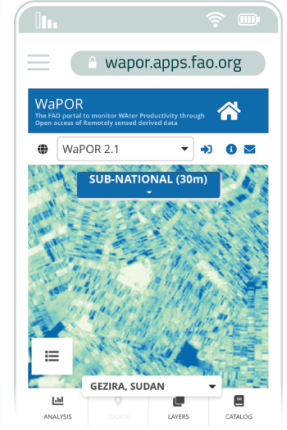 wapor.apps.fao.org
WaPOR
The FAO portal to monitor WAter Productivity through
Open access of Remotely sensed derived data
WaPOR 2.1
SUB-NATIONAL (30m)
GEZIRA, SUDAN
ANALYSIS
LOCATE
LAYERS
CATALOG